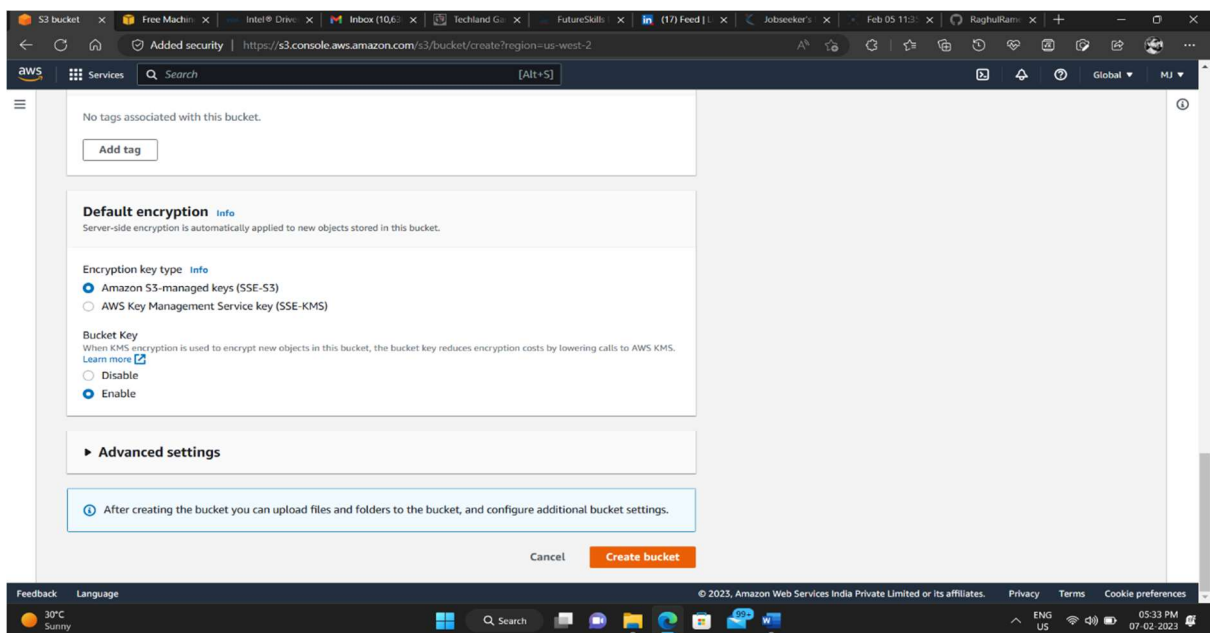 S3 bucket
Free Machin
Intel® Drive
Inbox (10,63
Techland Ga
FutureSkills
(17) Feed | L
Jobseeker's
Feb 05 11:3
RaghulRam
Added security | https://s3.console.aws.amazon.com/s3/bucket/create?region=us-west-2
aws
Services
Search
[Alt+S]
Global
MJ
No tags associated with this bucket.
Add tag
Default encryption Info
Server-side encryption is automatically applied to new objects stored in this bucket.
Encryption key type Info
Amazon S3-managed keys (SSE-S3)
AWS Key Management Service key (SSE-KMS)
Bucket Key
When KMS encryption is used to encrypt new objects in this bucket, the bucket key reduces encryption costs by lowering calls to AWS KMS.
Learn more
Disable
Enable
Advanced settings
After creating the bucket you can upload files and folders to the bucket, and configure additional bucket settings.
Cancel
Create bucket
Feedback
Language
© 2023, Amazon Web Services India Private Limited or its affiliates.
Privacy
Terms
Cookie preferences
30°C
Sunny
Search
99+
ENG
US
05:33 PM
07-02-2023